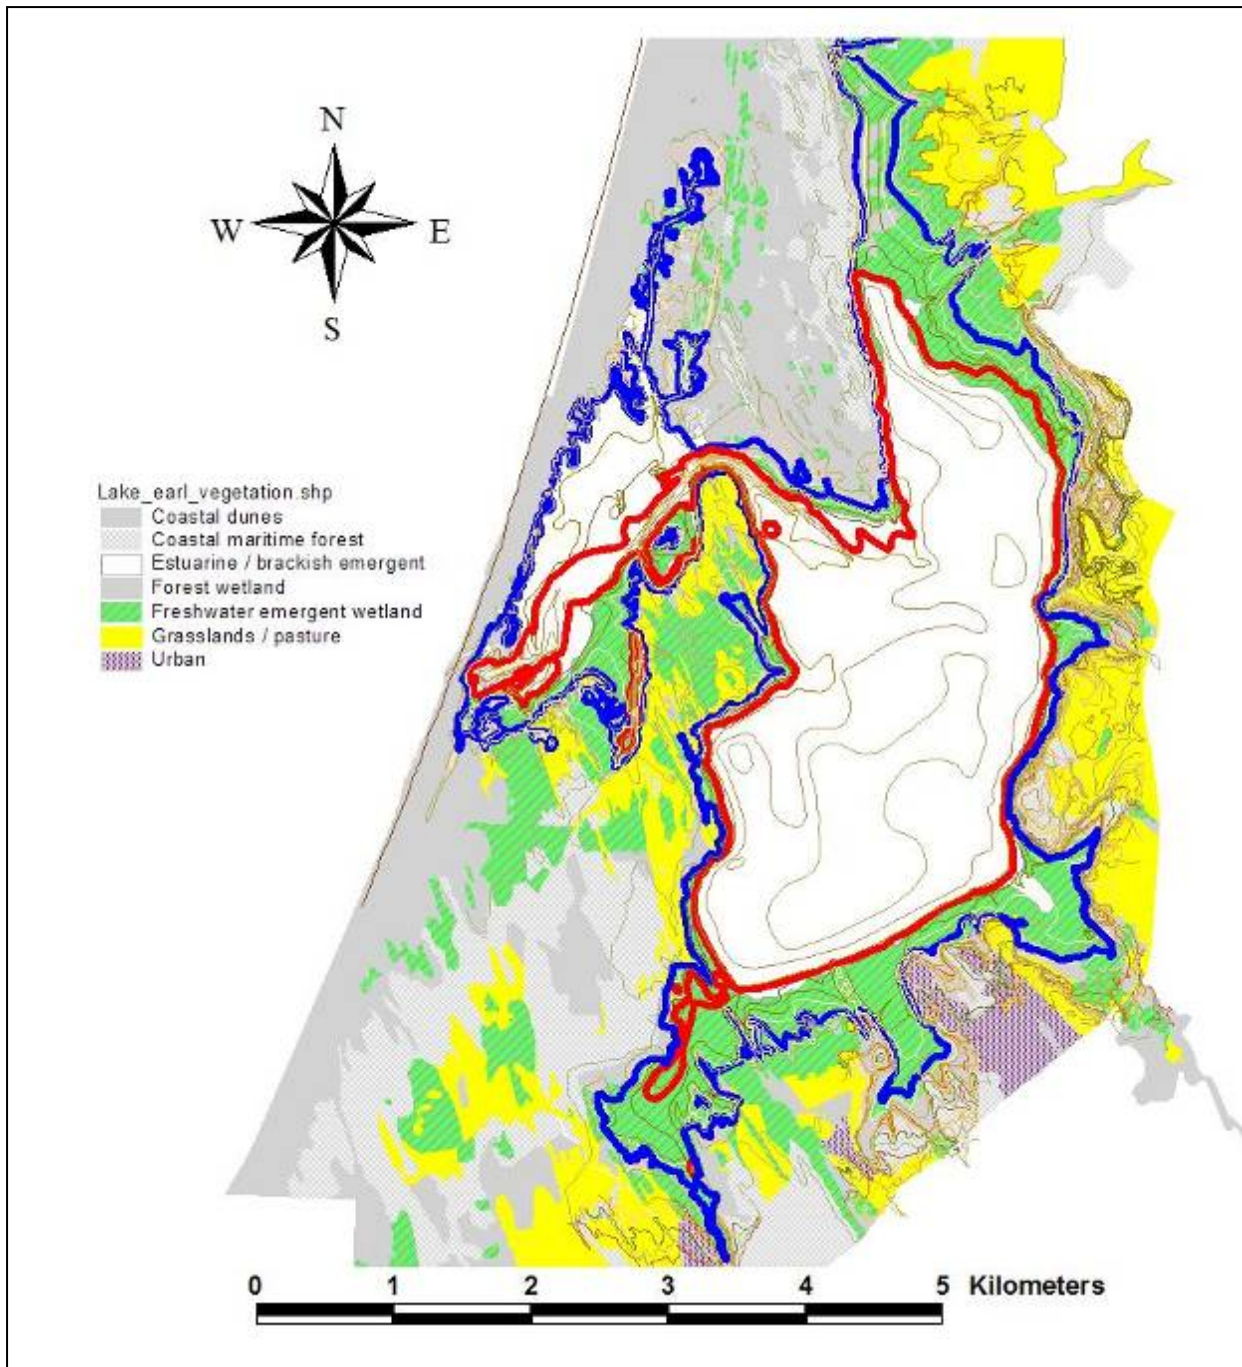 N
W E
S
Lake_earl_vegetation.shp
Coastal dunes
Coastal maritime forest
Estuarine / brackish emergent
Forest wetland
Freshwater emergent wetland
Grasslands / pasture
Urban
0 1 2 3 4 5 Kilometers